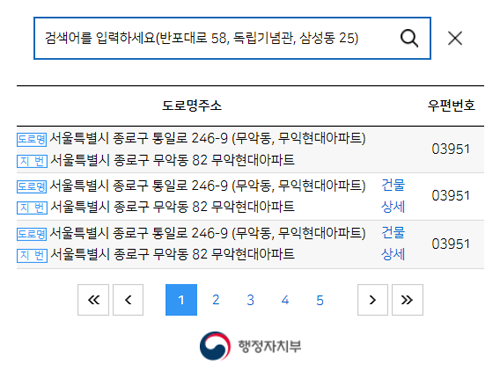 검색어를 입력하세요(반포대로 58, 독립기념관, 삼성동 25)
도로명주소 우편번호
도로명 서울특별시 종로구 통일로 246-9 (무악동, 무익현대아파트)
지 번 서울특별시 종로구 무악동 82 무악현대아파트
03951
도로명 서울특별시 종로구 통일로 246-9 (무악동, 무익현대아파트) 건물
지 번 서울특별시 종로구 무악동 82 무악현대아파트 상세
03951
도로명 서울특별시 종로구 통일로 246-9 (무악동, 무익현대아파트) 건물
지 번 서울특별시 종로구 무악동 82 무악현대아파트 상세
03951
« ‹ 1 2 3 4 5 › »
행정자치부